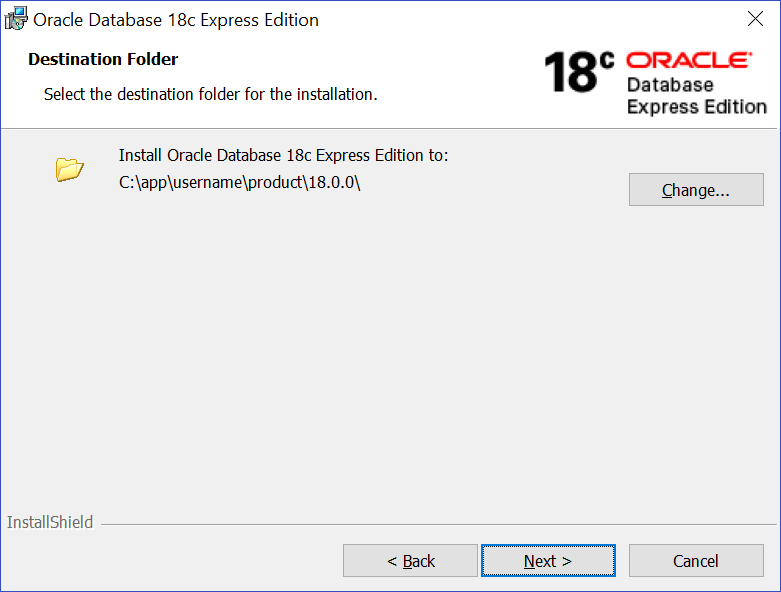 Oracle Database 18c Express Edition
Destination Folder
Select the destination folder for the installation.
18c ORACLE
Database
Express Edition
Install Oracle Database 18c Express Edition to:
C:\app\username\product\18.0.0\
Change...
InstallShield
< Back
Next >
Cancel